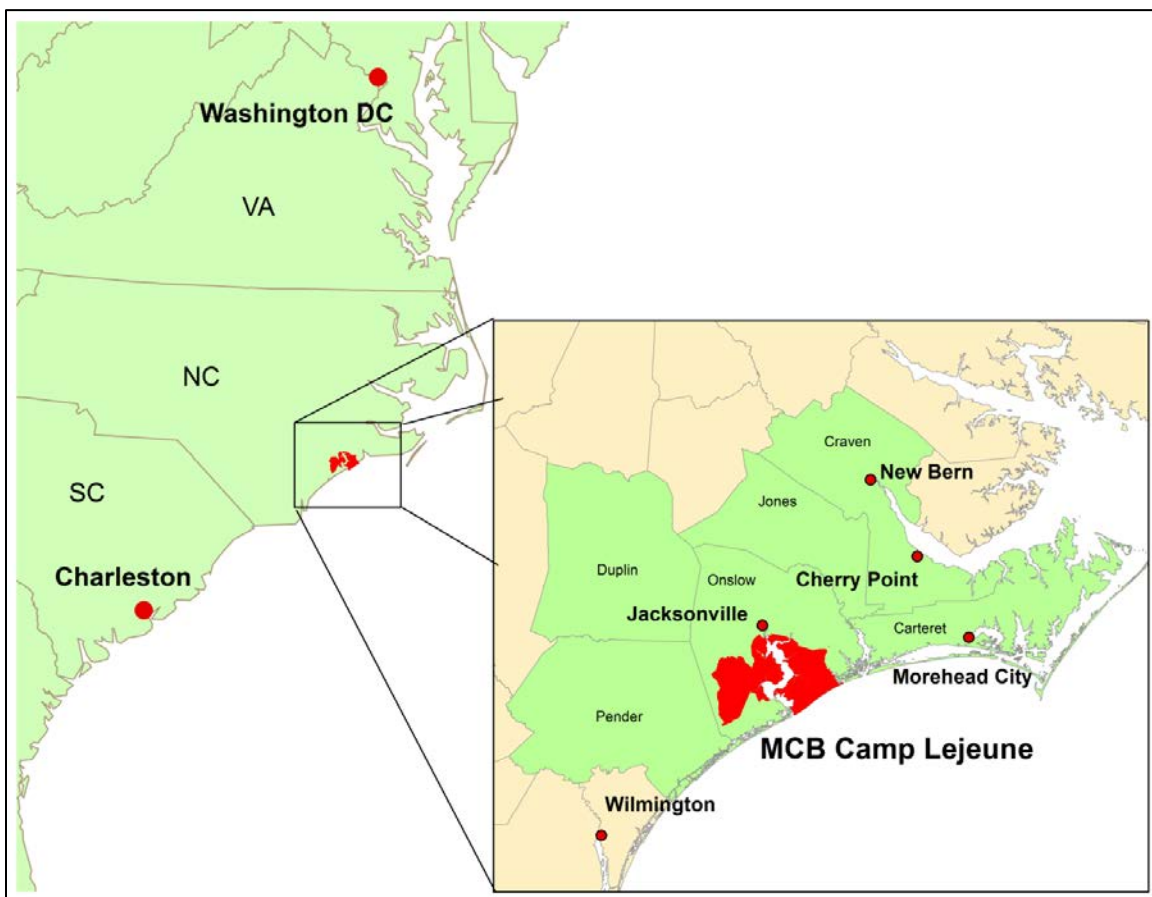 Washington DC
VA
NC
SC
Charleston
Craven
New Bern
Jones
Duplin
Onslow
Cherry Point
Jacksonville
Carteret
Morehead City
Pender
MCB Camp Lejeune
Wilmington